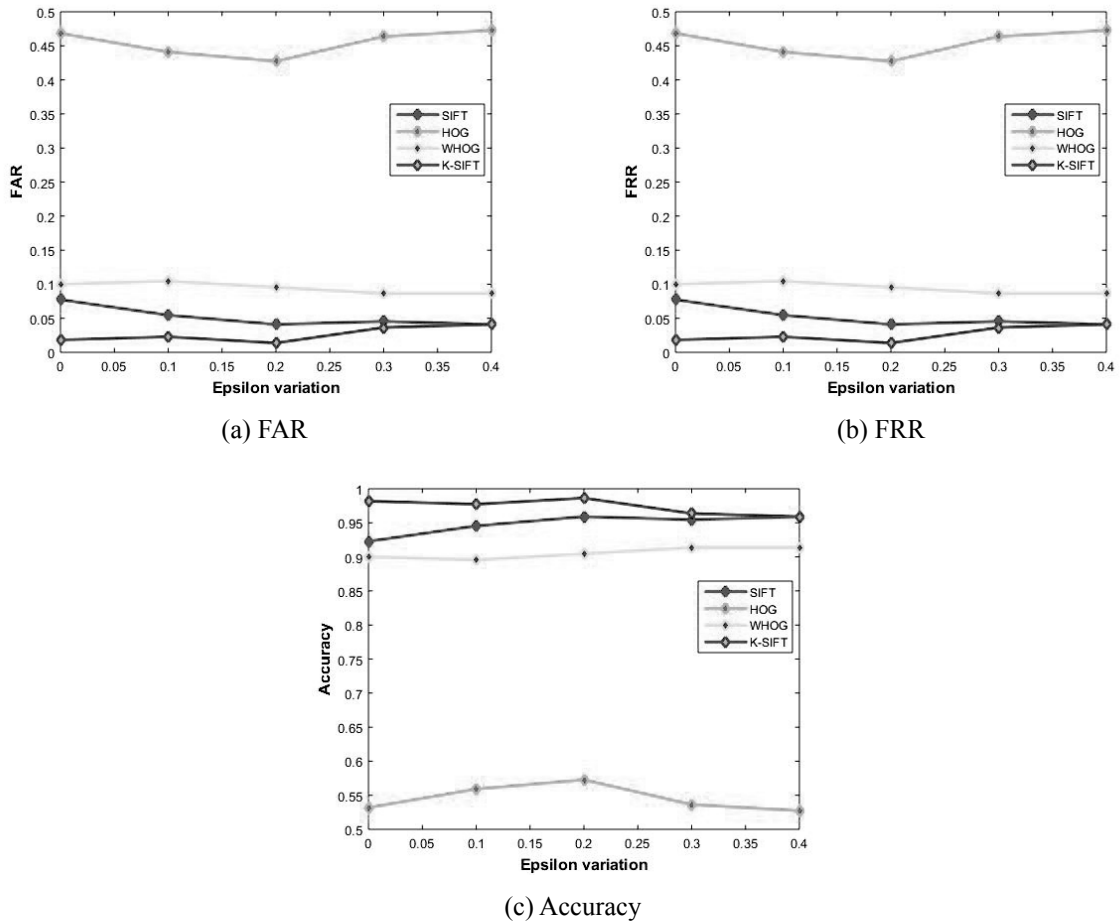 0.5
0.45
0.4
0.35
0.3
0.25
0.2
0.15
0.1
0.05
0
FAR
SIFT
HOG
WHOG
K-SIFT
0 0.05 0.1 0.15 0.2 0.25 0.3 0.35 0.4
Epsilon variation
(a) FAR
0.5
0.45
0.4
0.35
0.3
0.25
0.2
0.15
0.1
0.05
0
FRR
SIFT
HOG
WHOG
K-SIFT
0 0.05 0.1 0.15 0.2 0.25 0.3 0.35 0.4
Epsilon variation
(b) FRR
1
0.95
0.9
0.85
0.8
0.75
0.7
0.65
0.6
0.55
0.5
Accuracy
SIFT
HOG
WHOG
K-SIFT
0 0.05 0.1 0.15 0.2 0.25 0.3 0.35 0.4
Epsilon variation
(c) Accuracy